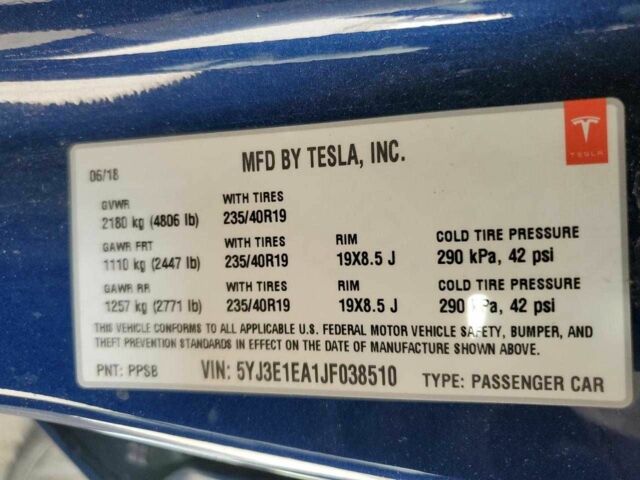 MFD BY TESLA, INC.
TESLA
06/18
GVWR WITH TIRES
2180 kg (4806 lb) 235/40R19
GAWR FRT WITH TIRES RIM COLD TIRE PRESSURE
1110 kg (2447 lb) 235/40R19 19X8.5 J 290 kPa, 42 psi
GAWR RR WITH TIRES RIM COLD TIRE PRESSURE
1257 kg (2771 lb) 235/40R19 19X8.5 J 290 kPa, 42 psi
THIS VEHICLE CONFORMS TO ALL APPLICABLE U.S. FEDERAL MOTOR VEHICLE SAFETY, BUMPER, AND
THEFT PREVENTION STANDARDS IN EFFECT ON THE DATE OF MANUFACTURE SHOWN ABOVE.
PNT: PPSB VIN: 5YJ3E1EA1JF038510 TYPE: PASSENGER CAR